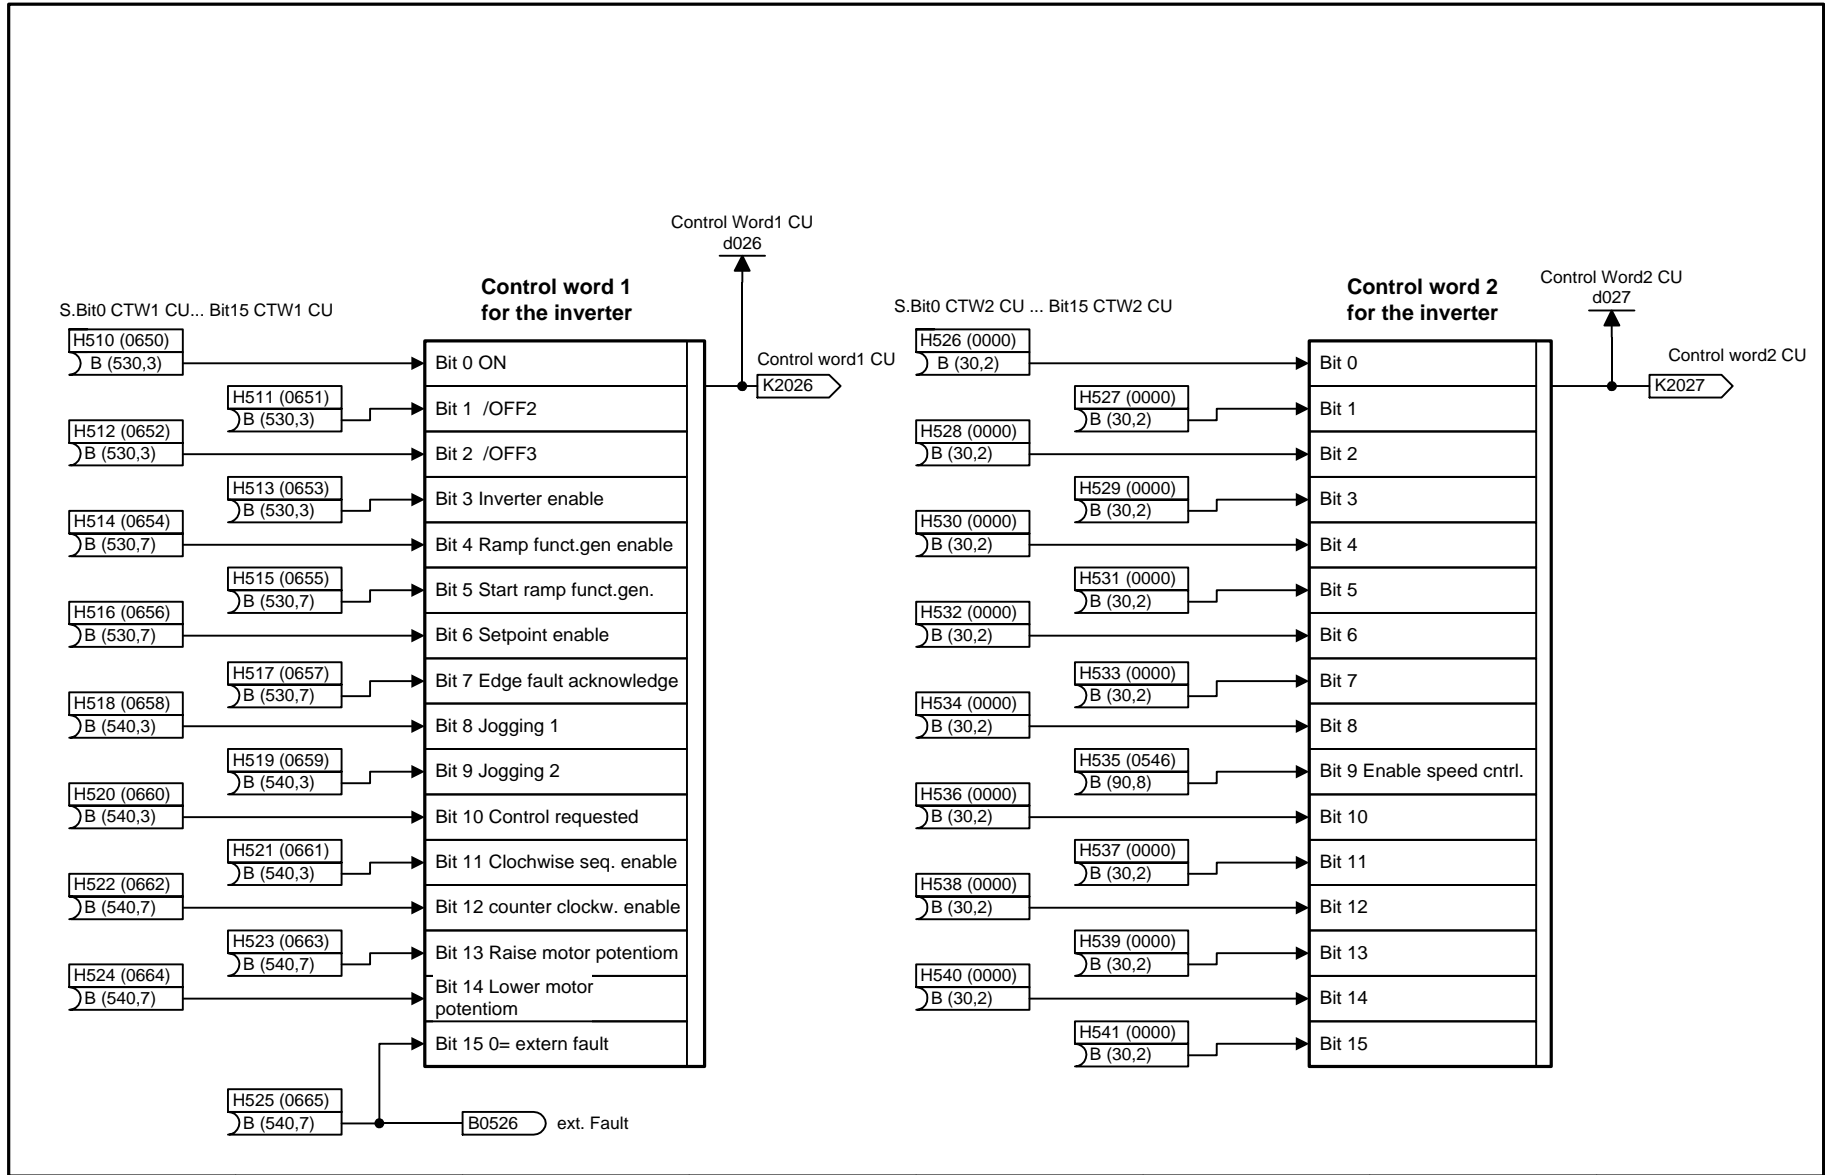 Control Word1 CU
d026
Control word 1
for the inverter
S.Bit0 CTW1 CU... Bit15 CTW1 CU
Control word1 CU
K2026
H510 (0650)
B (530,3)
Bit 0 ON
H511 (0651)
B (530,3)
Bit 1 /OFF2
H512 (0652)
B (530,3)
Bit 2 /OFF3
H513 (0653)
B (530,3)
Bit 3 Inverter enable
H514 (0654)
B (530,7)
Bit 4 Ramp funct.gen enable
H515 (0655)
B (530,7)
Bit 5 Start ramp funct.gen.
H516 (0656)
B (530,7)
Bit 6 Setpoint enable
H517 (0657)
B (530,7)
Bit 7 Edge fault acknowledge
H518 (0658)
B (540,3)
Bit 8 Jogging 1
H519 (0659)
B (540,3)
Bit 9 Jogging 2
H520 (0660)
B (540,3)
Bit 10 Control requested
H521 (0661)
B (540,3)
Bit 11 Clochwise seq. enable
H522 (0662)
B (540,7)
Bit 12 counter clockw. enable
H523 (0663)
B (540,7)
Bit 13 Raise motor potentiom
H524 (0664)
B (540,7)
Bit 14 Lower motor
potentiom
Bit 15 0= extern fault
H525 (0665)
B (540,7)
B0526
ext. Fault
Control Word2 CU
d027
Control word 2
for the inverter
S.Bit0 CTW2 CU ... Bit15 CTW2 CU
Control word2 CU
K2027
H526 (0000)
B (30,2)
Bit 0
H527 (0000)
B (30,2)
Bit 1
H528 (0000)
B (30,2)
Bit 2
H529 (0000)
B (30,2)
Bit 3
H530 (0000)
B (30,2)
Bit 4
H531 (0000)
B (30,2)
Bit 5
H532 (0000)
B (30,2)
Bit 6
H533 (0000)
B (30,2)
Bit 7
H534 (0000)
B (30,2)
Bit 8
H535 (0546)
B (90,8)
Bit 9 Enable speed cntrl.
H536 (0000)
B (30,2)
Bit 10
H537 (0000)
B (30,2)
Bit 11
H538 (0000)
B (30,2)
Bit 12
H539 (0000)
B (30,2)
Bit 13
H540 (0000)
B (30,2)
Bit 14
H541 (0000)
B (30,2)
Bit 15